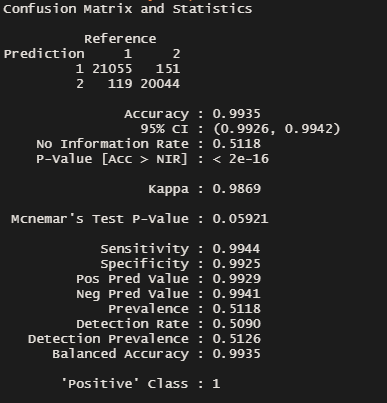 Confusion Matrix and Statistics
Reference
Prediction 1 2
1 21055 151
2 119 20044
Accuracy : 0.9935
95% CI : (0.9926, 0.9942)
No Information Rate : 0.5118
P-Value [Acc > NIR] : < 2e-16
Kappa : 0.9869
Mcnemar's Test P-Value : 0.05921
Sensitivity : 0.9944
Specificity : 0.9925
Pos Pred Value : 0.9929
Neg Pred Value : 0.9941
Prevalence : 0.5118
Detection Rate : 0.5090
Detection Prevalence : 0.5126
Balanced Accuracy : 0.9935
'Positive' Class : 1